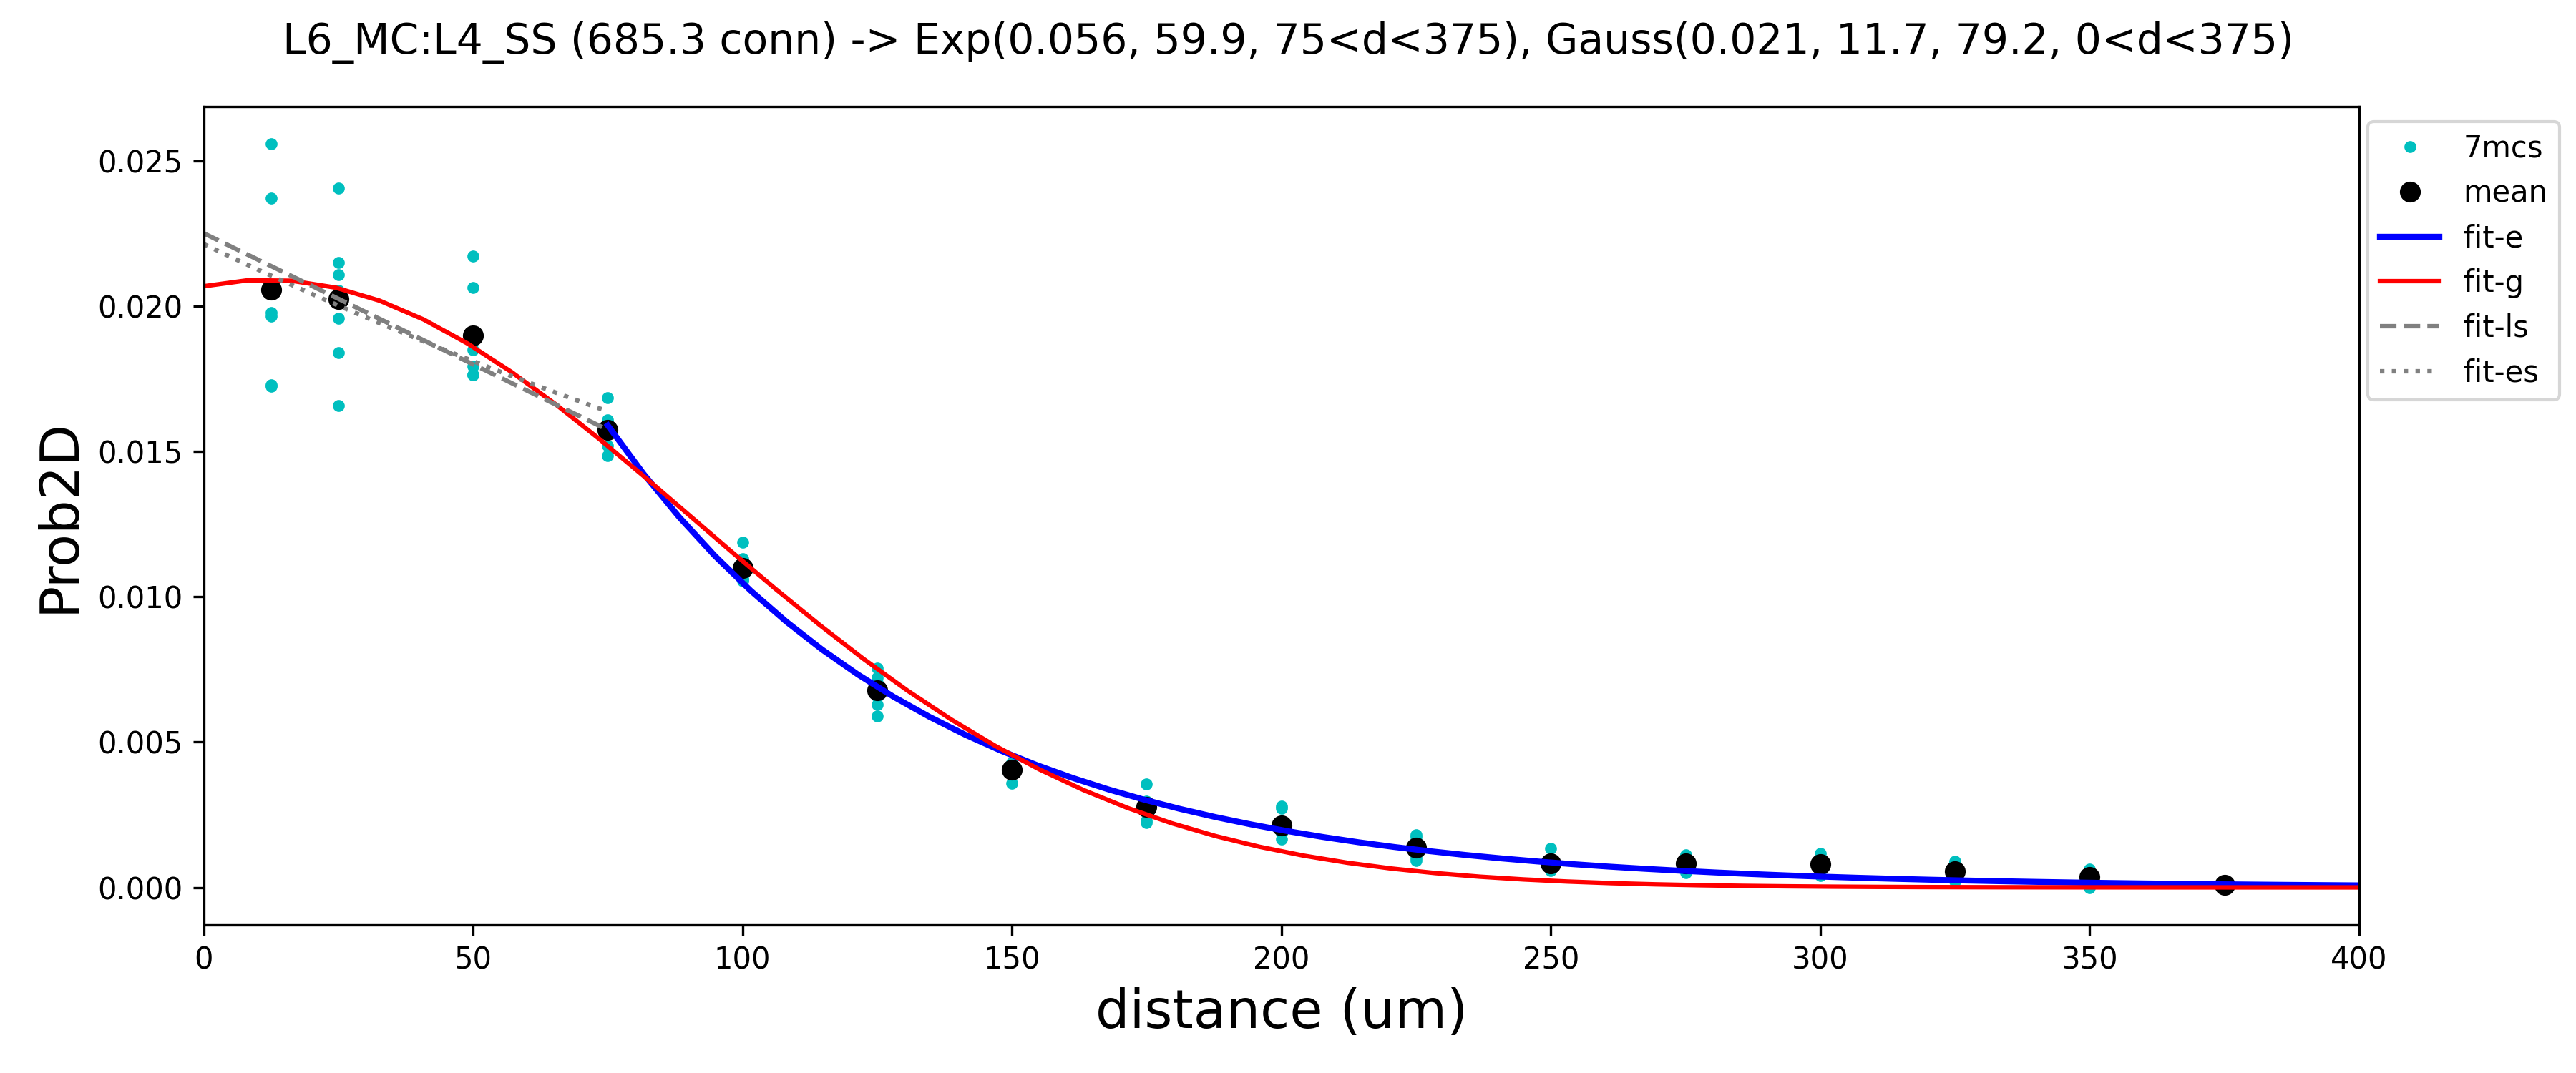 L6_MC:L4_SS (685.3 conn) -> Exp(0.056, 59.9, 75<d<375), Gauss(0.021, 11.7, 79.2, 0<d<375)
0.025
0.020
0.015
0.010
0.005
0.000
Prob2D
0 50 100 150 200 250 300 350 400
distance (um)
7mcs
mean
fit-e
fit-g
fit-ls
fit-es